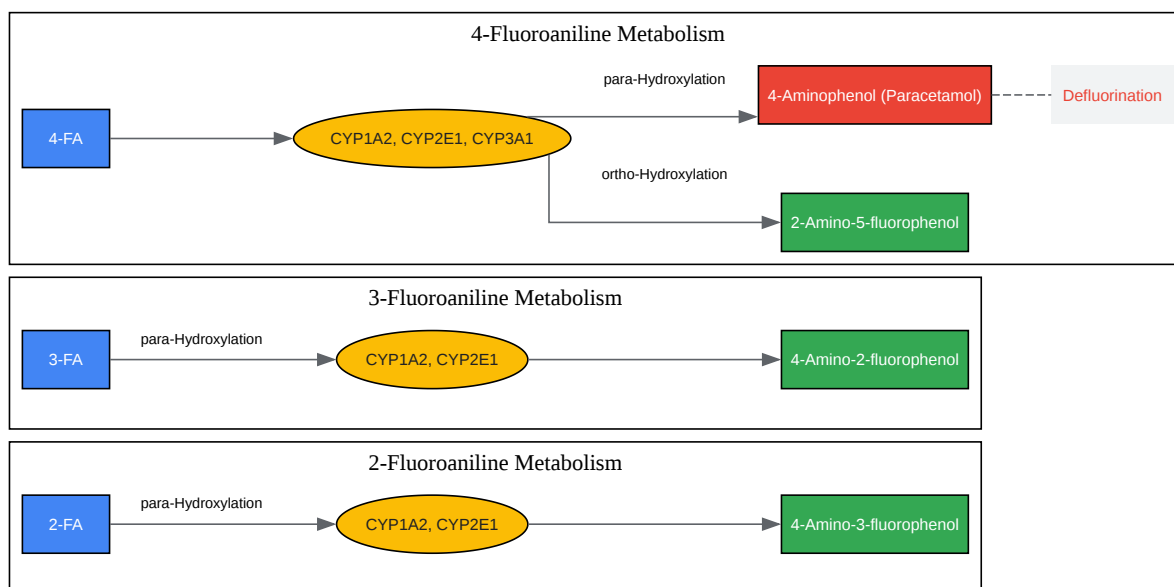 4-Fluoroaniline Metabolism
para-Hydroxylation
4-Aminophenol (Paracetamol)
Defluorination
4-FA
CYP1A2, CYP2E1, CYP3A1
ortho-Hydroxylation
2-Amino-5-fluorophenol
3-Fluoroaniline Metabolism
para-Hydroxylation
3-FA
CYP1A2, CYP2E1
4-Amino-2-fluorophenol
2-Fluoroaniline Metabolism
para-Hydroxylation
2-FA
CYP1A2, CYP2E1
4-Amino-3-fluorophenol